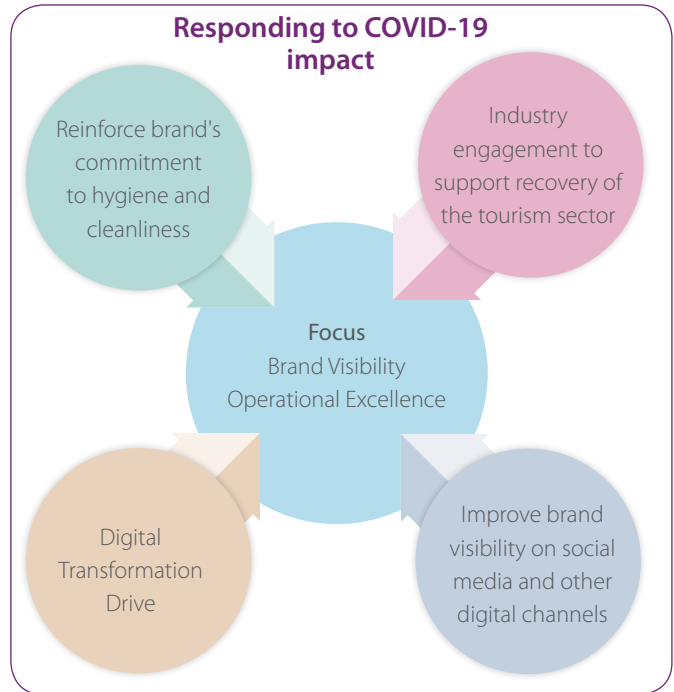 Responding to COVID-19
impact
Reinforce brand's
commitment
to hygiene and
cleanliness
Industry
engagement to
support recovery of
the tourism sector
Focus
Brand Visibility
Operational Excellence
Digital
Transformation
Drive
Improve brand
visibility on social
media and other
digital channels